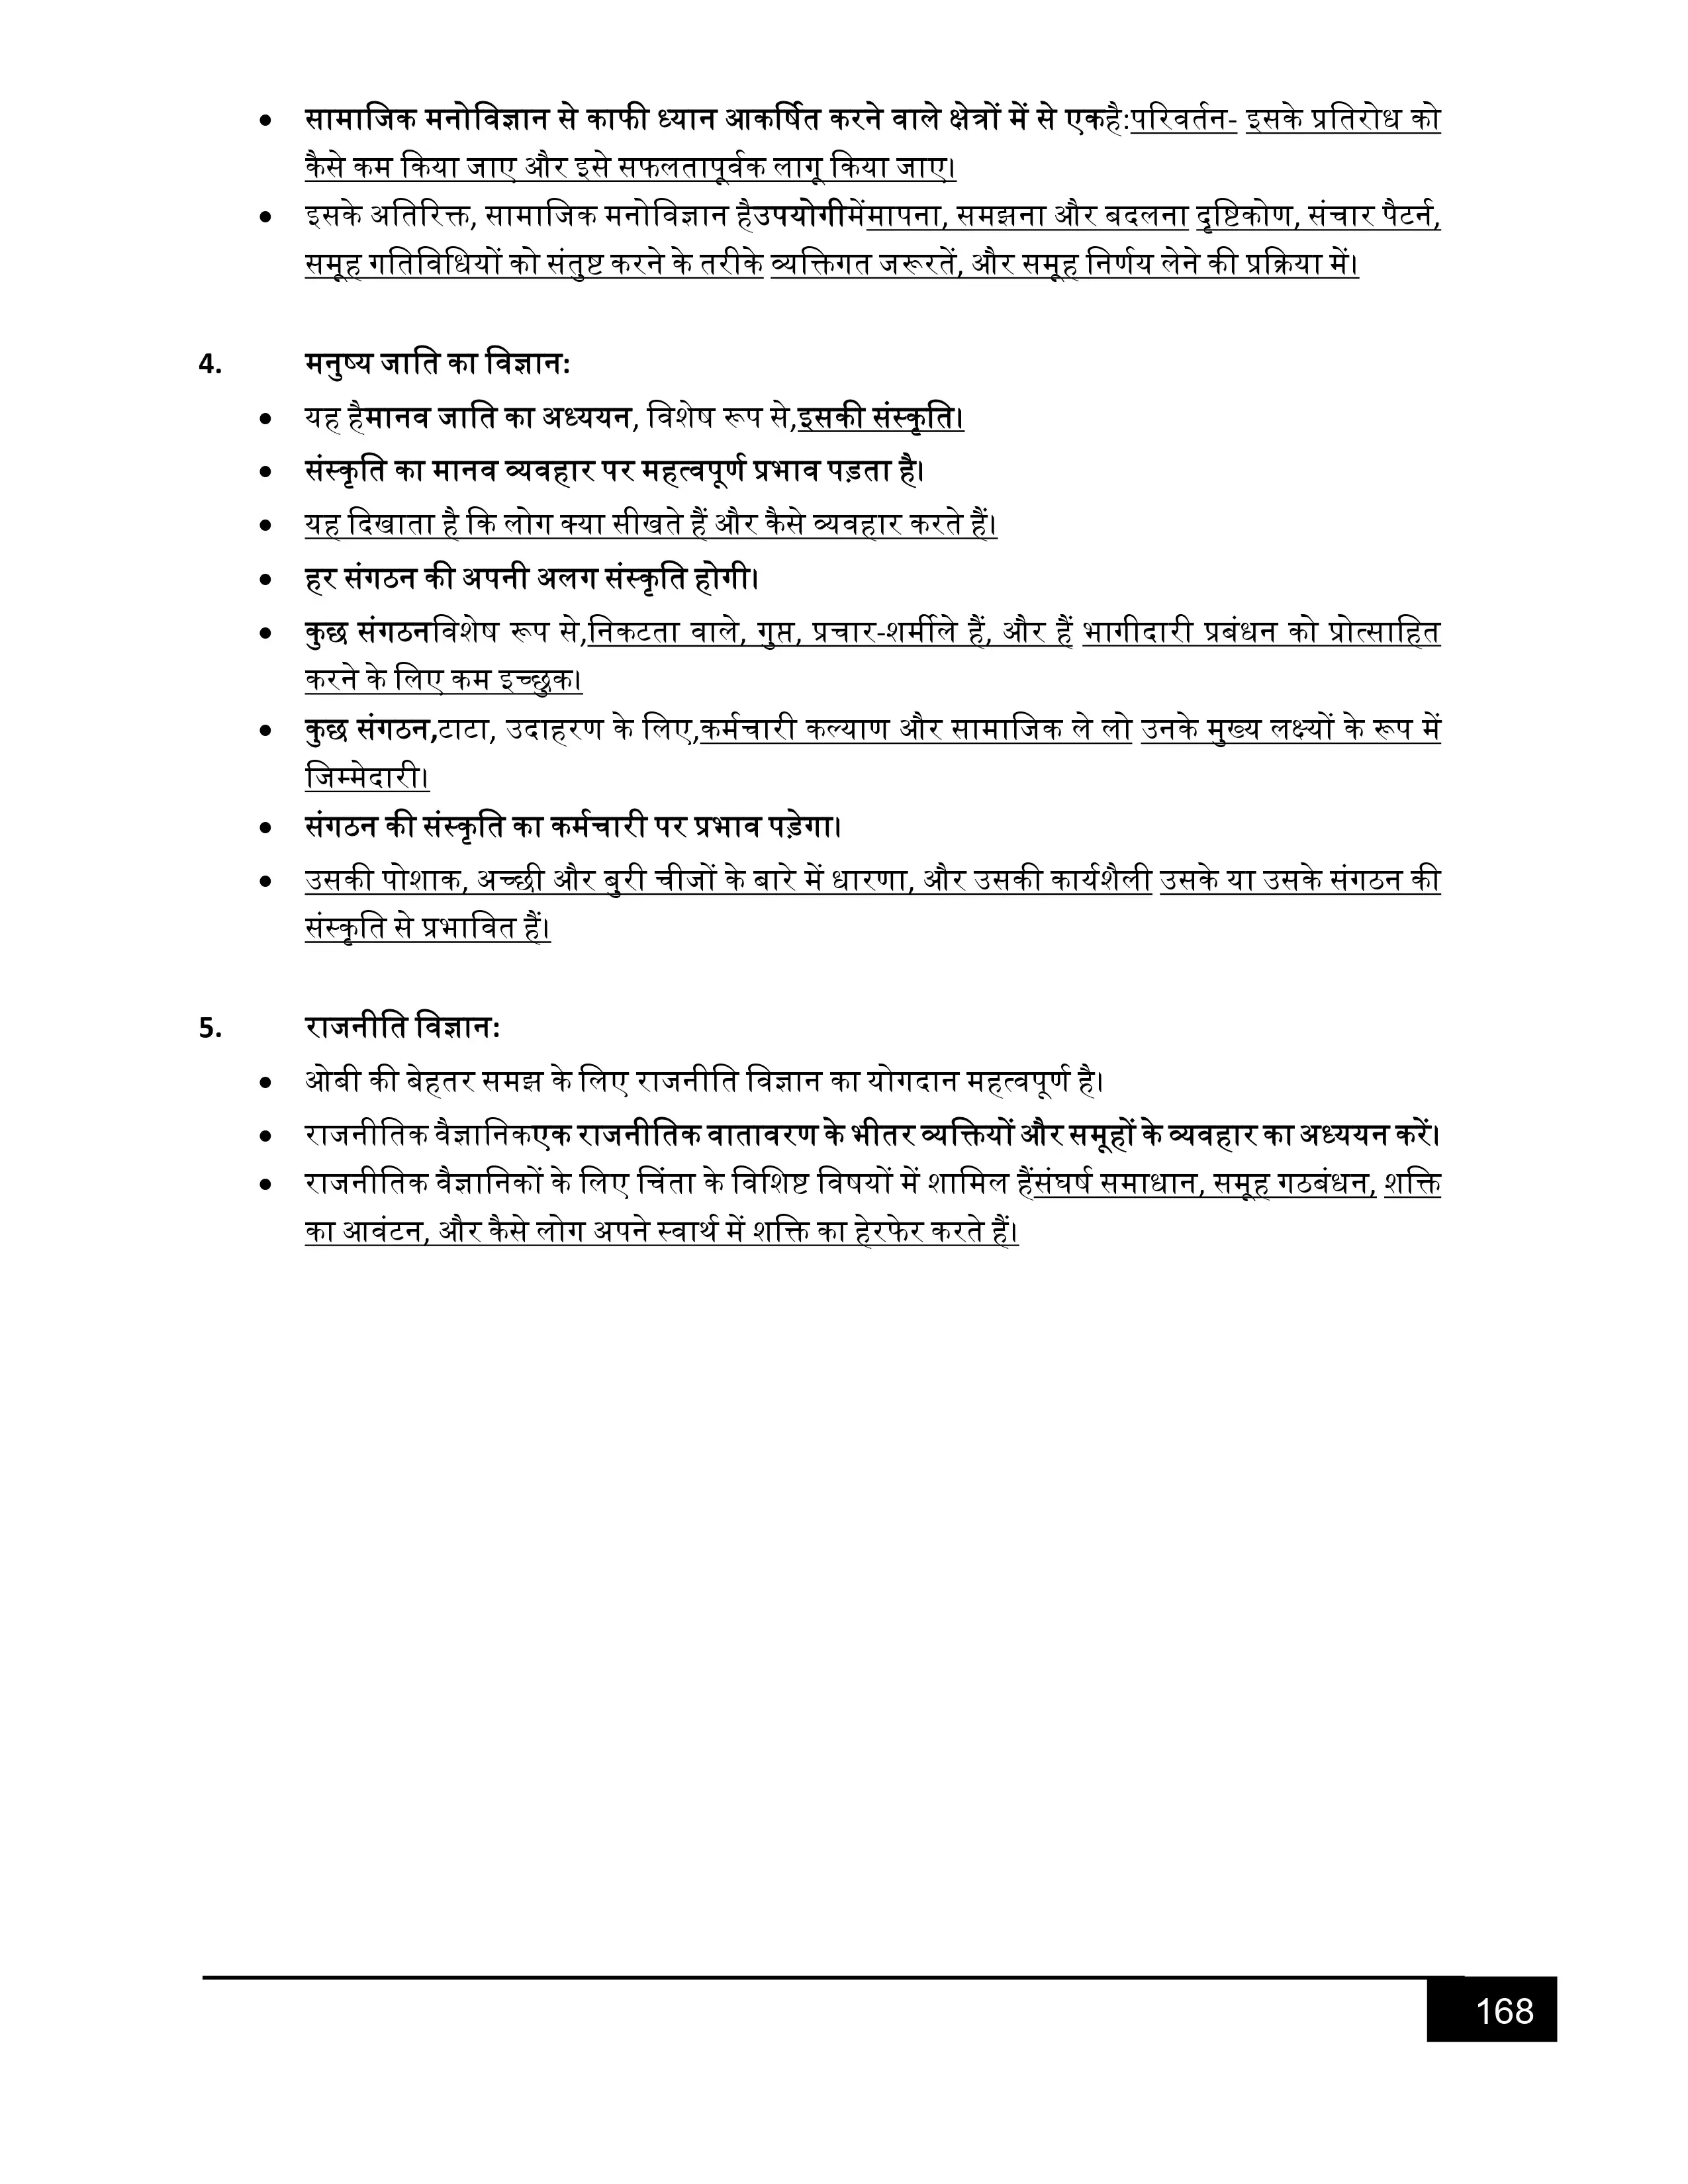 • सामाजिक मनोविज्ञान से काफी ध्यान आकर्षित करने वाले क्षेत्रों में से एकहै:परिवर्तन- इसके प्रतिरोध को
कैसे कम किया जाए और इसे सफलतापूर्वक लागू किया जाए।
• इसके अतिरिक्त, सामाजिक मनोविज्ञान हैउपयोगीमेंमापना, समझना और बदलना दृष्टिकोण, संचार पैटर्न,
समूह गतिविधियों को संतुष्ट करने के तरीके व्यक्तिगत जरूरतें, और समूह निर्णय लेने की प्रक्रिया में।
4. मनुष्य जाति का विज्ञान:
• यह हैमानव जाति का अध्ययन, विशेष रूप से,इसकी संस्कृति।
• संस्कृति का मानव व्यवहार पर महत्वपूर्ण प्रभाव पड़ता है।
• यह दिखाता है कि लोग क्या सीखते हैं और कैसे व्यवहार करते हैं।
• हर संगठन की अपनी अलग संस्कृति होगी।
• कुछ संगठनविशेष रूप से,निकटता वाले, गुप्त, प्रचार-शर्मीले हैं, और हैं भागीदारी प्रबंधन को प्रोत्साहित
करने के लिए कम इच्छुक।
• कुछ संगठन,टाटा, उदाहरण के लिए,कर्मचारी कल्याण और सामाजिक ले लो उनके मुख्य लक्ष्यों के रूप में
जिम्मेदारी।
• संगठन की संस्कृति का कर्मचारी पर प्रभाव पड़ेगा।
• उसकी पोशाक, अच्छी और बुरी चीजों के बारे में धारणा, और उसकी कार्यशैली उसके या उसके संगठन की
संस्कृति से प्रभावित हैं।
5. राजनीति विज्ञान:
• ओबी की बेहतर समझ के लिए राजनीति विज्ञान का योगदान महत्वपूर्ण है।
• राजनीतिक वैज्ञानिकएक राजनीतिक वातावरण के भीतर व्यक्तियों और समूहों के व्यवहार का अध्ययन करें।
• राजनीतिक वैज्ञानिकों के लिए चिंता के विशिष्ट विषयों में शामिल हैंसंघर्ष समाधान, समूह गठबंधन, शक्ति
का आवंटन, और कैसे लोग अपने स्वार्थ में शक्ति का हेरफेर करते हैं।
168